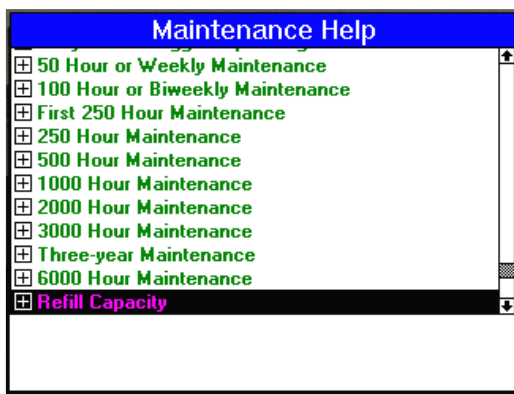 Maintenance Help
50 Hour or Weekly Maintenance
100 Hour or Biweekly Maintenance
First 250 Hour Maintenance
250 Hour Maintenance
500 Hour Maintenance
1000 Hour Maintenance
2000 Hour Maintenance
3000 Hour Maintenance
Three-year Maintenance
6000 Hour Maintenance
Refill Capacity